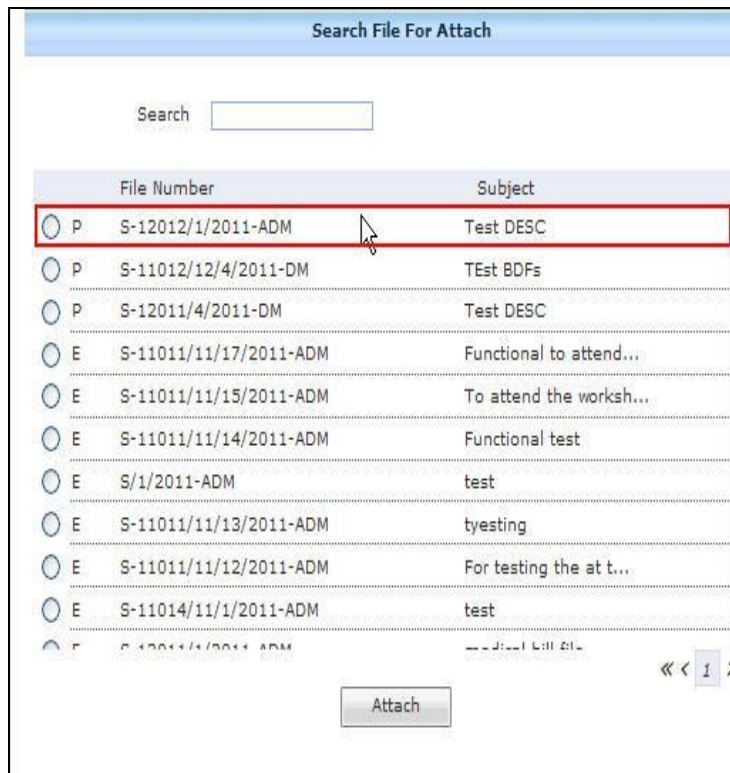 Search File For Attach
Search
File Number Subject
P S-12012/1/2011-ADM Test DESC
P S-11012/12/4/2011-DM TEst BDFs
P S-12011/4/2011-DM Test DESC
E S-11011/11/17/2011-ADM Functional to attend...
E S-11011/11/15/2011-ADM To attend the worksh...
E S-11011/11/14/2011-ADM Functional test
E S/1/2011-ADM test
E S-11011/11/13/2011-ADM tyesting
E S-11011/11/12/2011-ADM For testing the at t...
E S-11014/11/1/2011-ADM test
medical bill file
« < 1
Attach